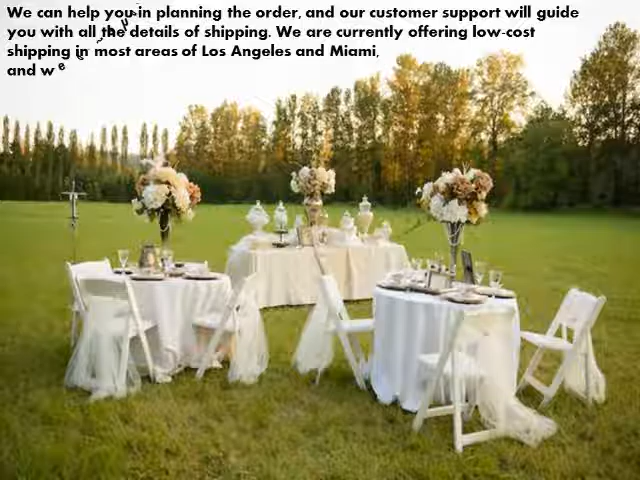 We can help you in planning the order, and our customer support will guide
you with all the details of shipping. We are currently offering low-cost
shipping in most areas of Los Angeles and Miami,
and we